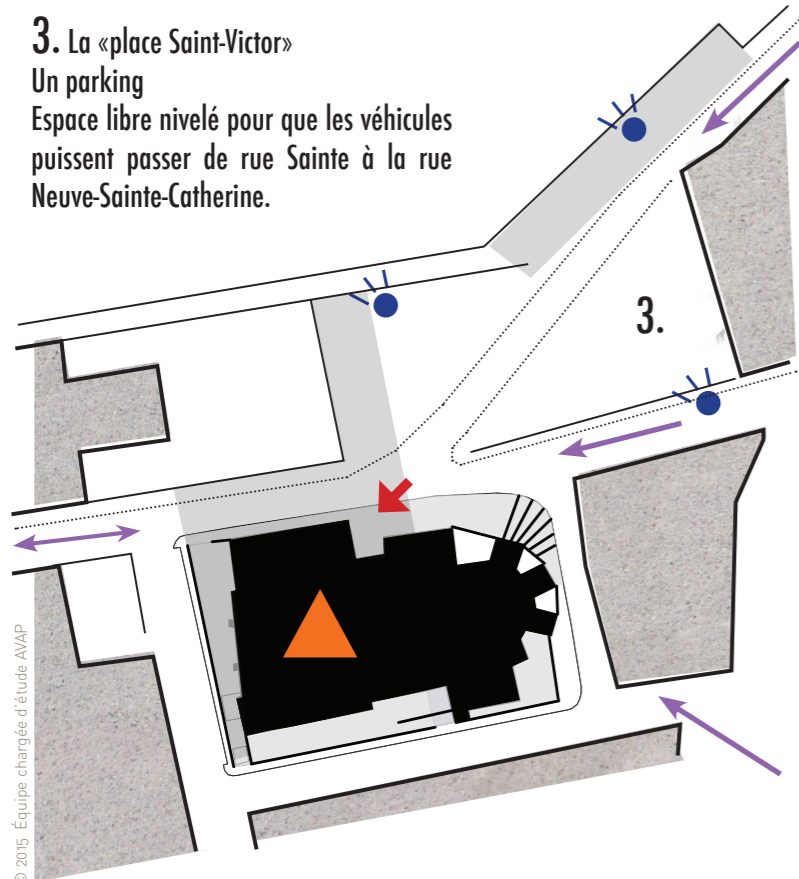 3. La «place Saint-Victor»
Un parking
Espace libre nivelé pour que les véhicules
puissent passer de rue Sainte à la rue
Neuve-Sainte-Catherine.
3.
© 2015 Équipe chargée d'étude AVAP